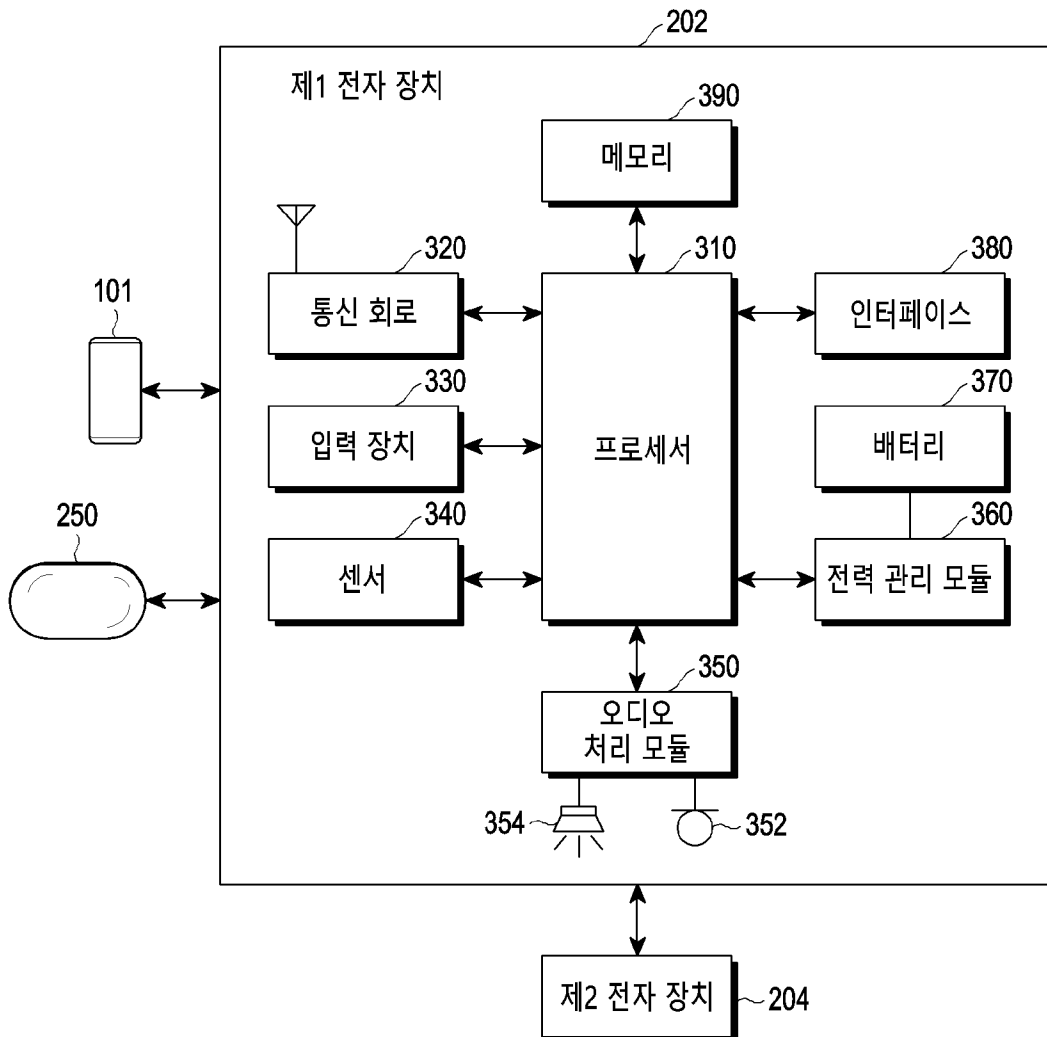 202
제1 전자 장치
390
메모리
320
통신 회로
310
프로세서
380
인터페이스
101
330
입력 장치
370
배터리
250
340
센서
360
전력 관리 모듈
350
오디오
처리 모듈
354
352
제2 전자 장치
204